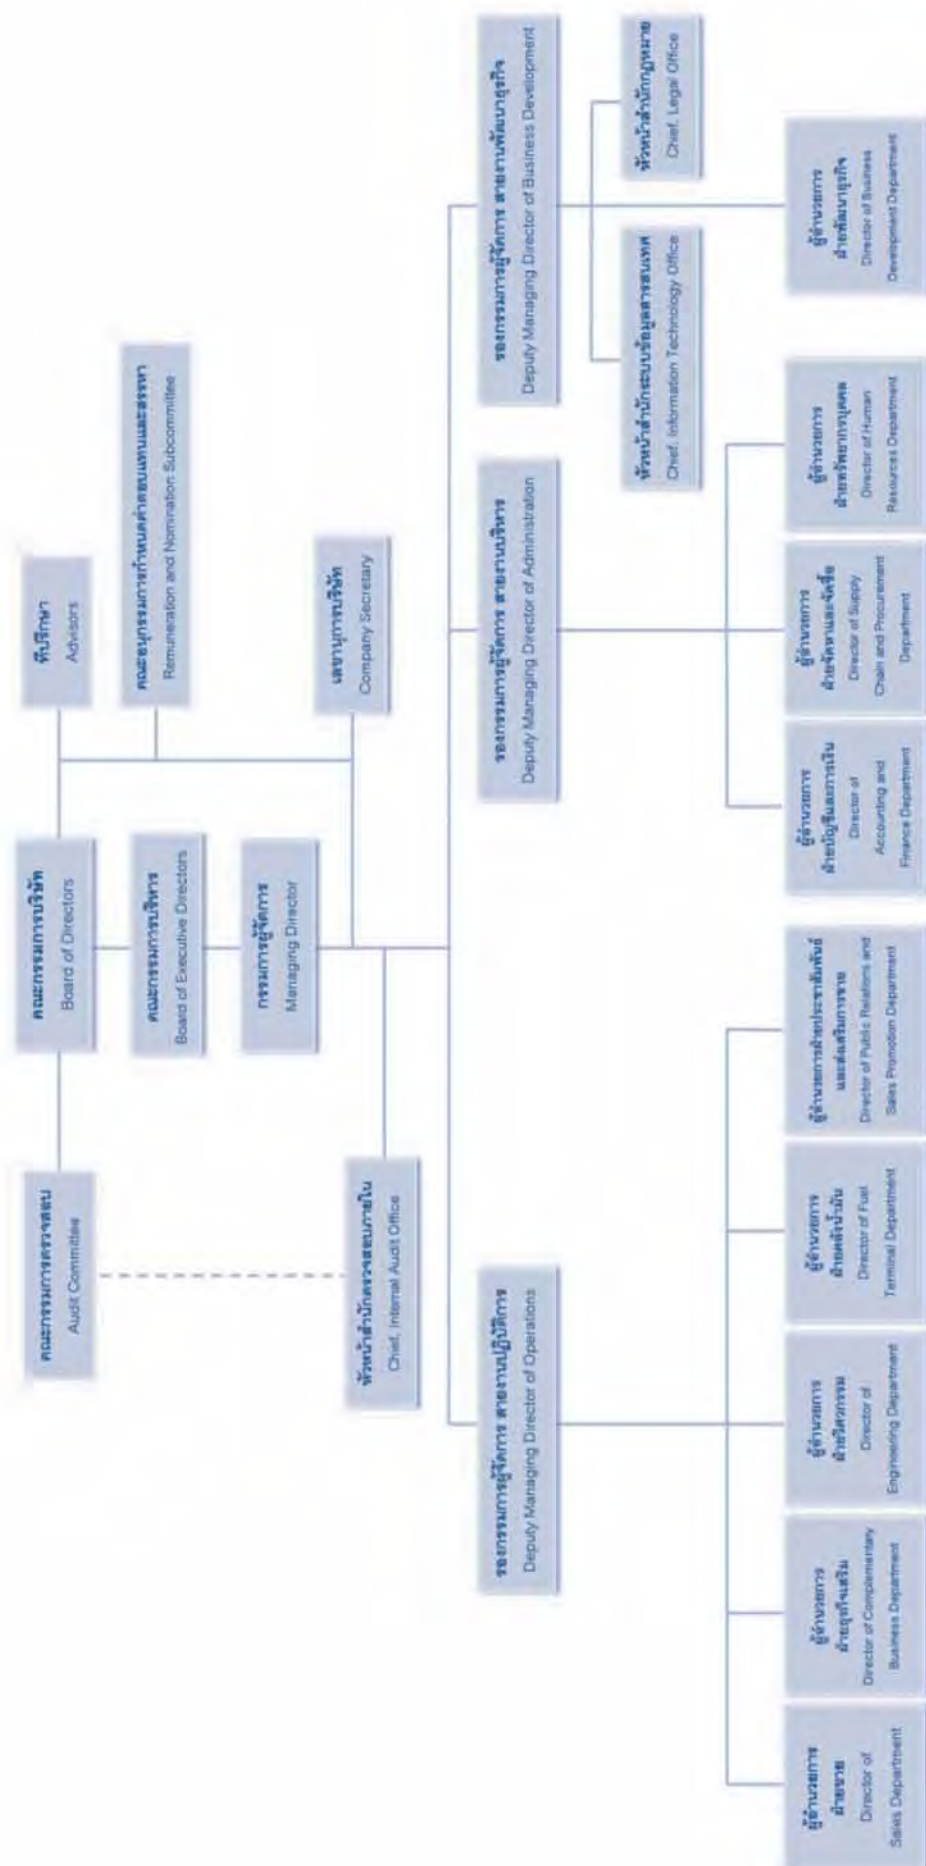 คณะกรรมการบริษัท
Board of Directors
ที่ปรึกษา
Advisors
คณะกรรมการตรวจสอบ
Audit Committee
คณะอนุกรรมการกำหนดค่าตอบแทนและสรรหา
Remuneration and Nomination Subcommittee
คณะกรรมการบริหาร
Board of Executive Directors
กรรมการผู้จัดการ
Managing Director
เลขานุการบริษัท
Company Secretary
หัวหน้าสำนักตรวจสอบภายใน
Chief, Internal Audit Office
รองกรรมการผู้จัดการ สายงานปฏิบัติการ
Deputy Managing Director of Operations
รองกรรมการผู้จัดการ สายงานบริหาร
Deputy Managing Director of Administration
รองกรรมการผู้จัดการ สายงานพัฒนาธุรกิจ
Deputy Managing Director of Business Development
หัวหน้าสำนักระบบข้อมูลสารสนเทศ
Chief, Information Technology Office
หัวหน้าสำนักกฎหมาย
Chief, Legal Office
ผู้อำนวยการ
ฝ่ายขาย
Director of
Sales Department
ผู้อำนวยการ
ฝ่ายธุรกิจเสริม
Director of Complementary
Business Department
ผู้อำนวยการ
ฝ่ายวิศวกรรม
Director of
Engineering Department
ผู้อำนวยการ
ฝ่ายคลังน้ำมัน
Director of Fuel
Terminal Department
ผู้อำนวยการฝ่ายประชาสัมพันธ์
และส่งเสริมการขาย
Director of Public Relations and
Sales Promotion Department
ผู้อำนวยการ
ฝ่ายบัญชีและการเงิน
Director of
Accounting and
Finance Department
ผู้อำนวยการ
ฝ่ายจัดหาและจัดซื้อ
Director of Supply
Chain and Procurement
Department
ผู้อำนวยการ
ฝ่ายทรัพยากรบุคคล
Director of Human
Resources Department
ผู้อำนวยการ
ฝ่ายพัฒนาธุรกิจ
Director of Business
Development Department